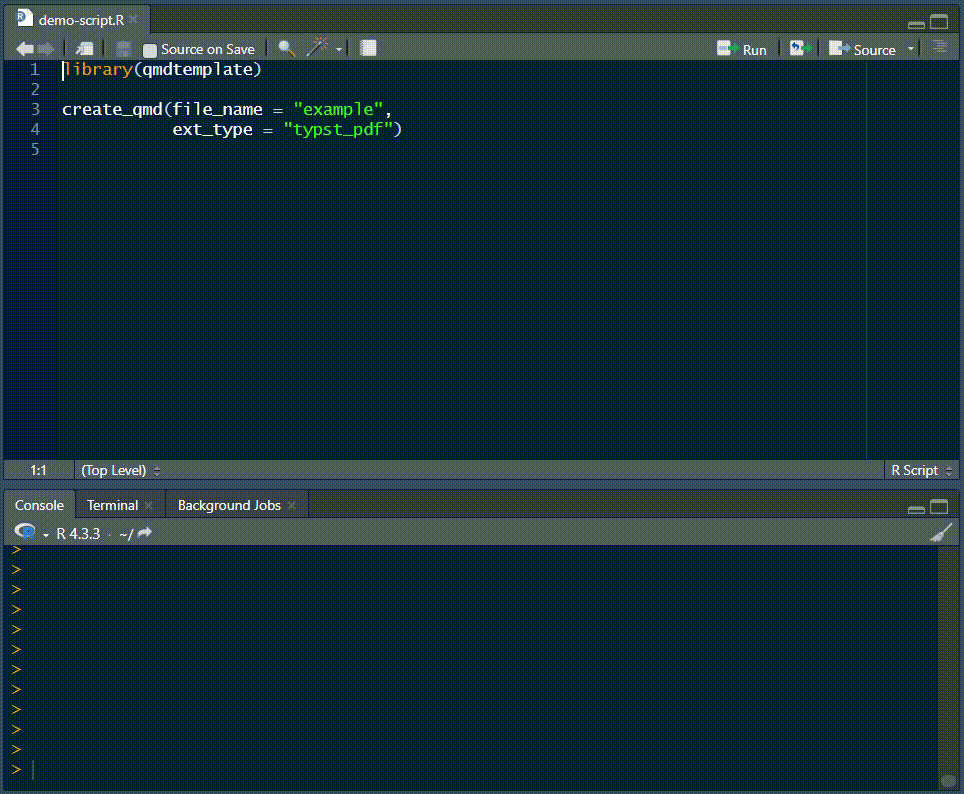 demo-script.R
Source on Save
Run
Source
1 library(qmdtemplate)
2
3 create_qmd(file_name = "example",
4 ext_type = "typst_pdf")
5
1:1 (Top Level) R Script
Console Terminal Background Jobs
R 4.3.3 · ~/
>
>
>
>
>
>
>
>
>
>
>
>